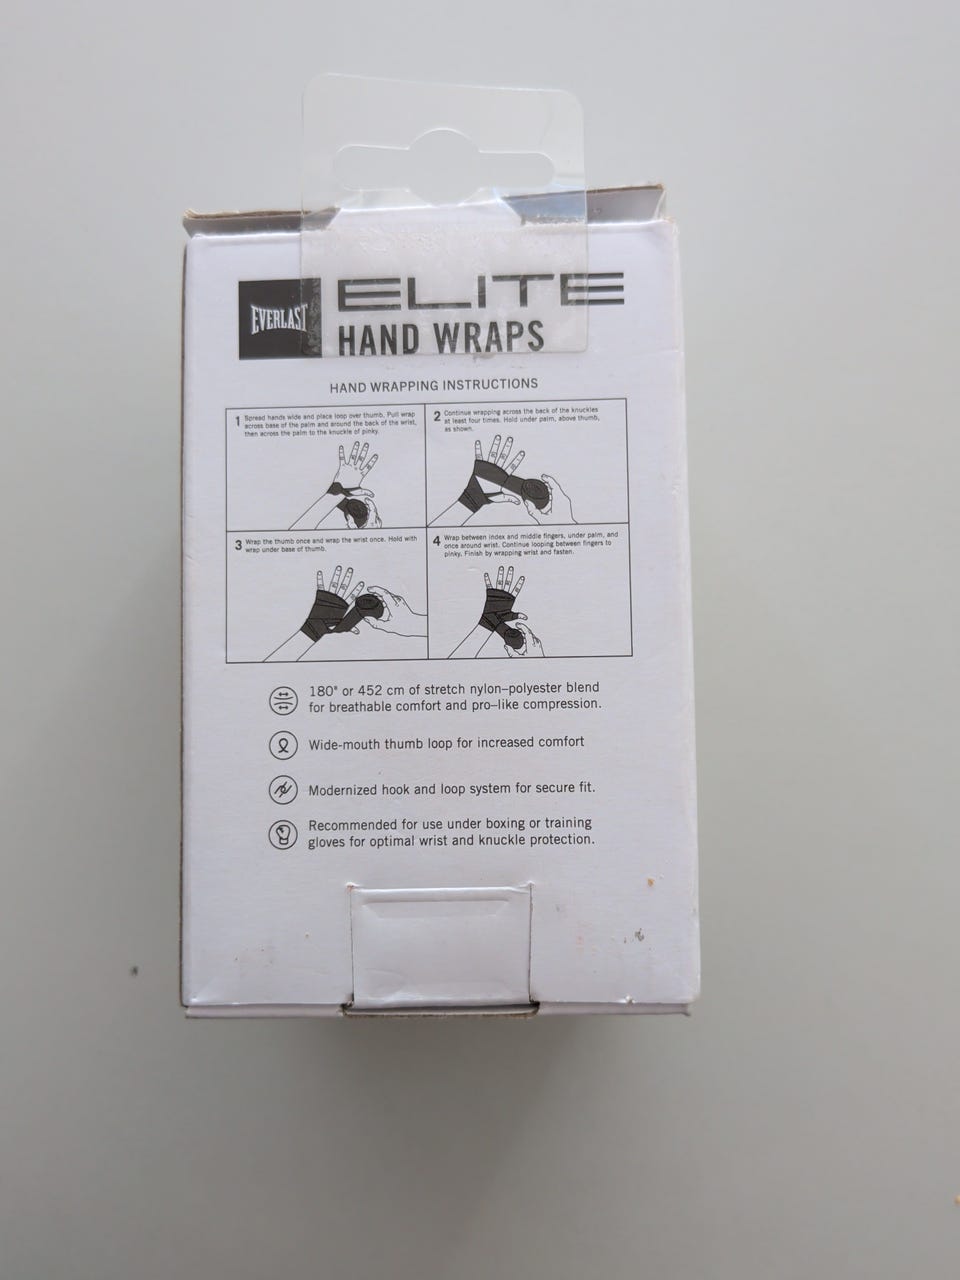 EVERLAST
ELITE
HAND WRAPS
HAND WRAPPING INSTRUCTIONS
1 Spread hands wide and place loop over thumb. Pull wrap
across base of the palm and around the back of the wrist,
then across the palm to the knuckle of pinky.
2 Continue wrapping across the back of the knuckles
at least four times. Hold under palm, above thumb,
as shown.
3 Wrap the thumb once and wrap the wrist once. Hold with
wrap under base of thumb.
4 Wrap between index and middle fingers, under palm, and
once around wrist. Continue looping between fingers to
pinky. Finish by wrapping wrist and fasten.
180" or 452 cm of stretch nylon–polyester blend
for breathable comfort and pro–like compression.
Wide-mouth thumb loop for increased comfort
Modernized hook and loop system for secure fit.
Recommended for use under boxing or training
gloves for optimal wrist and knuckle protection.